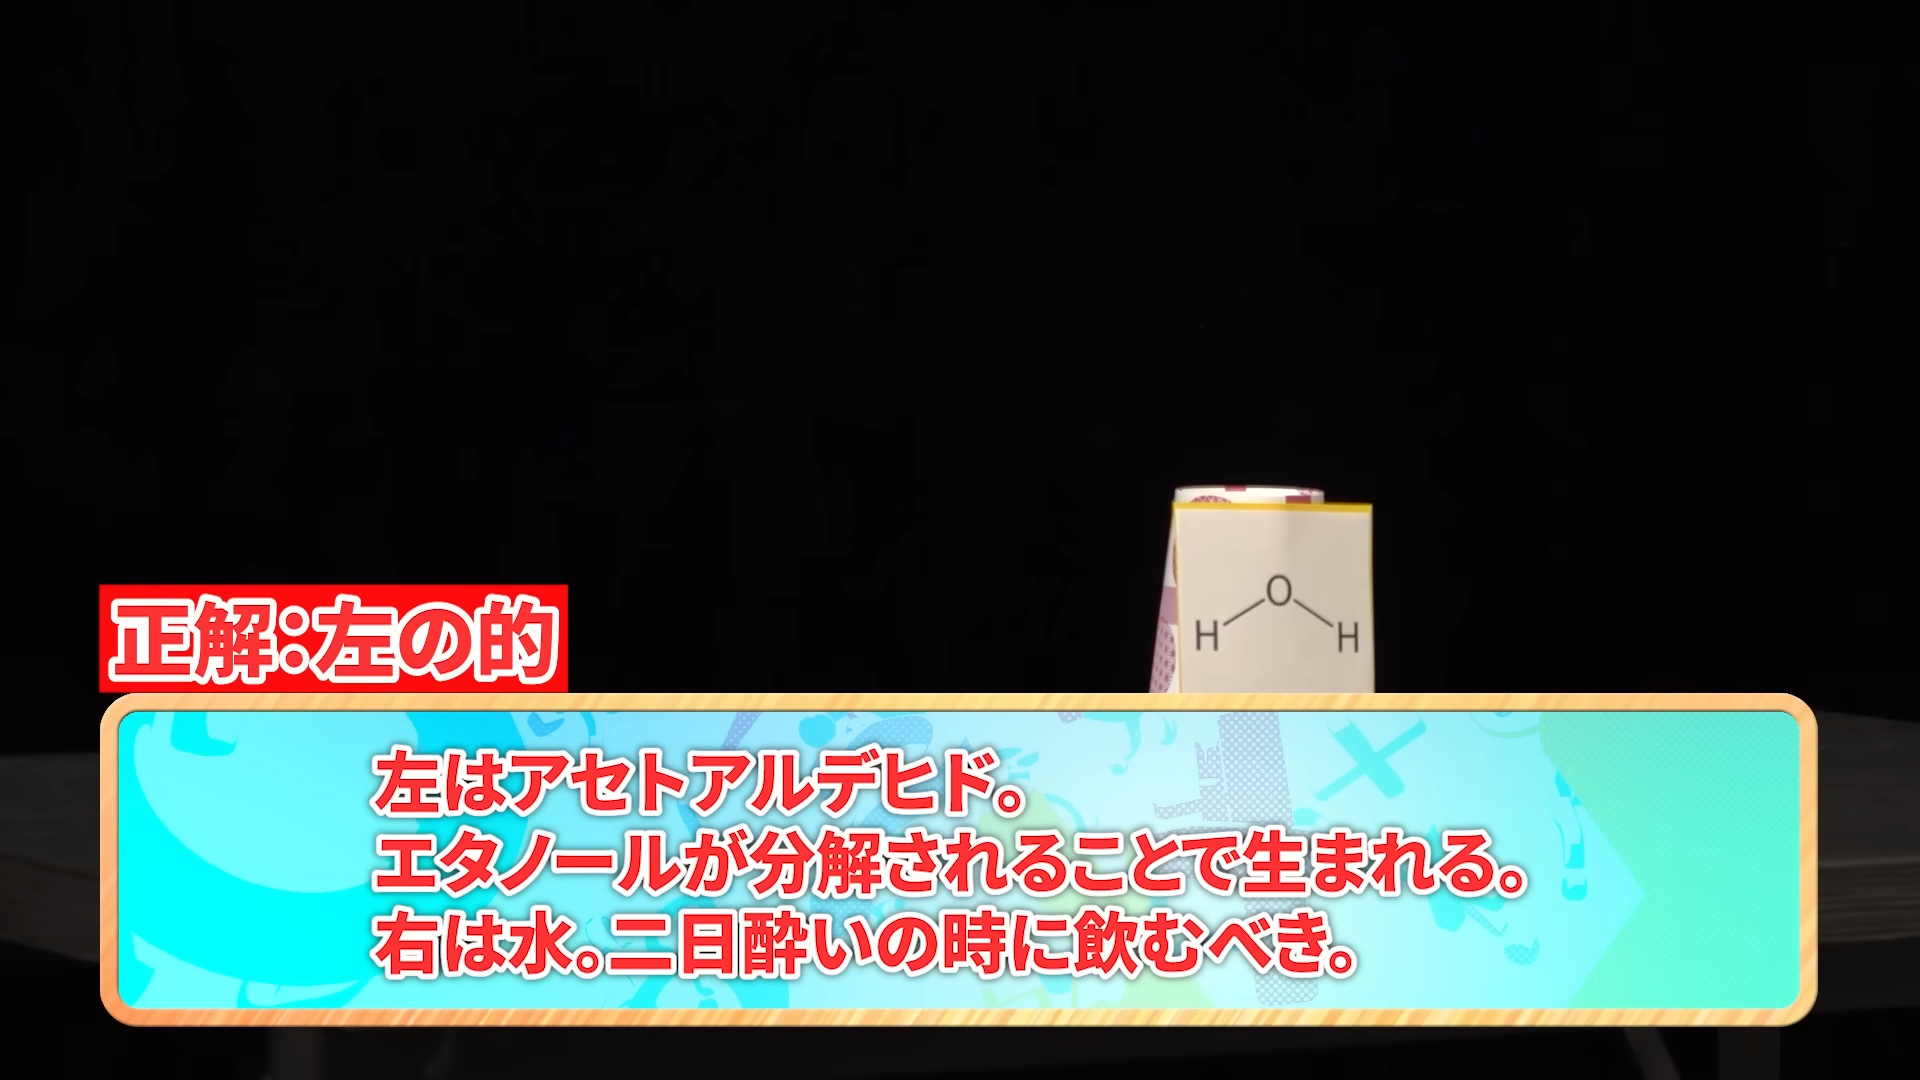 O
H H
正解：左の的
左はアセトアルデヒド。
エタノールが分解されることで生まれる。
右は水。二日酔いの時に飲むべき。